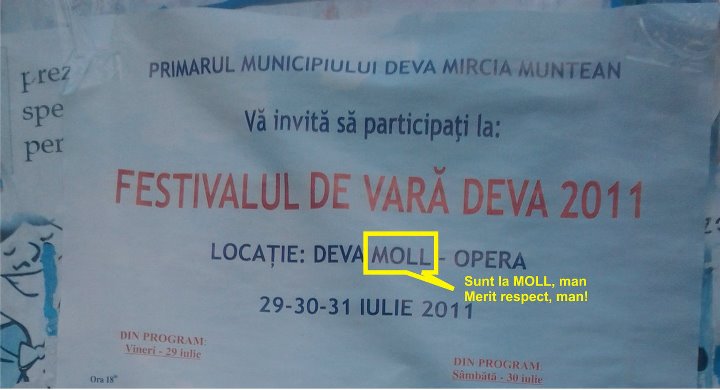 prez
spe
per
PRIMARUL MUNICIPIULUI DEVA MIRCIA MUNTEAN
Vă invită să participați la:
FESTIVALUL DE VARĂ DEVA 2011
LOCAȚIE: DEVA MOLL - OPERA
Sunt la MOLL, man
Merit respect, man!
29-30-31 IULIE 2011
DIN PROGRAM:
Vineri - 29 iulie
DIN PROGRAM:
Sâmbătă - 30 iulie
Ora 18⁰⁰